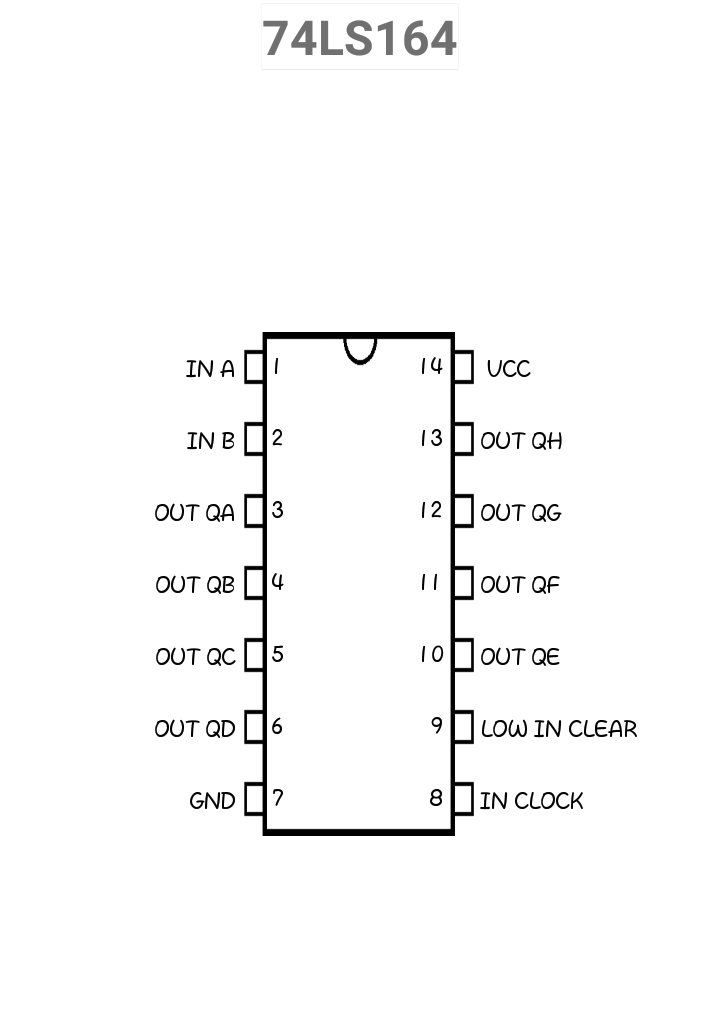 74LS164
IN A 1 14 VCC
IN B 2 13 OUT QH
OUT QA 3 12 OUT QG
OUT QB 4 11 OUT QF
OUT QC 5 10 OUT QE
OUT QD 6 9 LOW IN CLEAR
GND 7 8 IN CLOCK